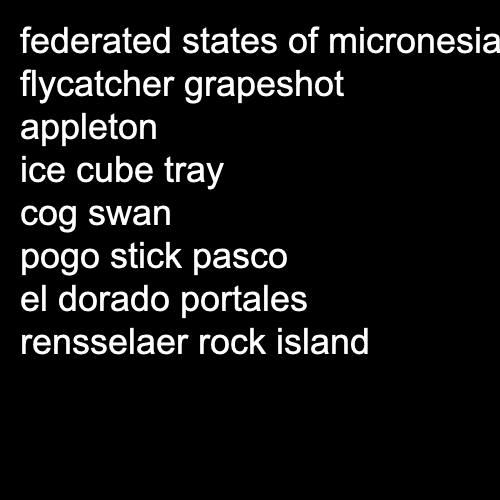 federated states of micronesia
flycatcher grapeshot
appleton
ice cube tray
cog swan
pogo stick pasco
el dorado portales
rensselaer rock island